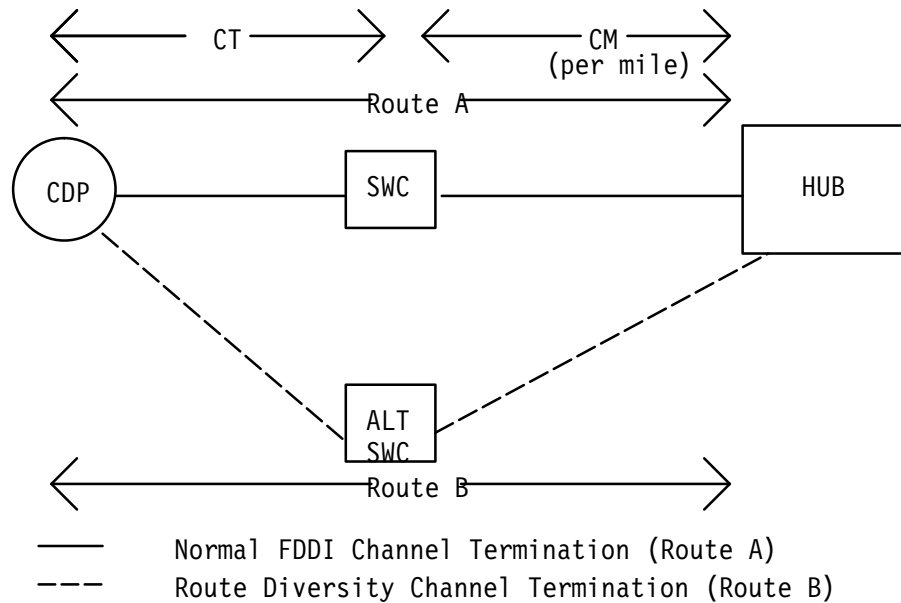 CT
CM
(per mile)
Route A
CDP
SWC
HUB
ALT
SWC
Route B
Normal FDDI Channel Termination (Route A)
Route Diversity Channel Termination (Route B)